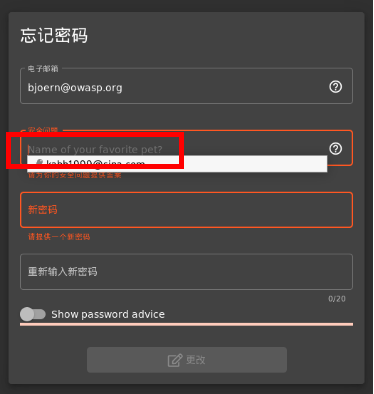 忘记密码
电子邮箱
bjoern@owasp.org
安全问题
Name of your favorite pet?
kabb1909@sina.com
请为你的安全问题提供答案
新密码
请提供一个新密码
重新输入新密码
0/20
Show password advice
更改